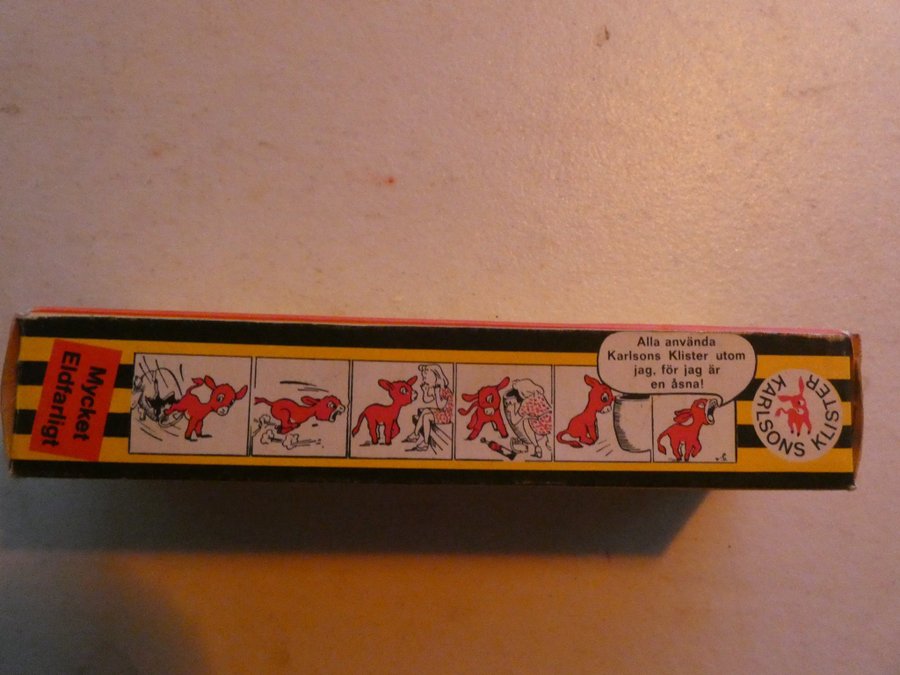 Mycket
Eldfarligt
Alla använda
Karlsons Klister utom
jag, för jag är
en åsna!
KARLSONS KLISTER